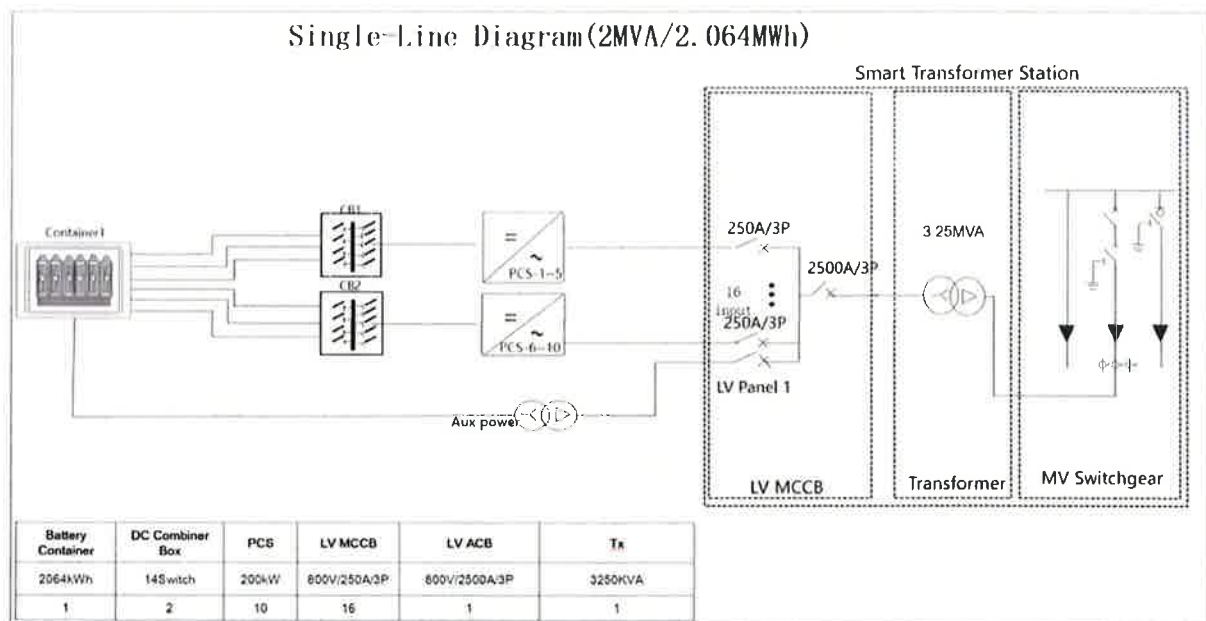 Single-Line Diagram(2MVA/2.064MWh)
Smart Transformer Station
CB1
Container1
250A/3P
3 25MVA
PCS-1~5
2500A/3P
CB2
16
input
250A/3P
PCS-6~10
LV Panel 1
Aux power
LV MCCB
Transformer
MV Switchgear
Battery Container DC Combiner Box PCS LV MCCB LV ACB Tx
2064kWh 14Switch 200kW 800V/250A/3P 800V/2500A/3P 3250KVA
1 2 10 16 1 1